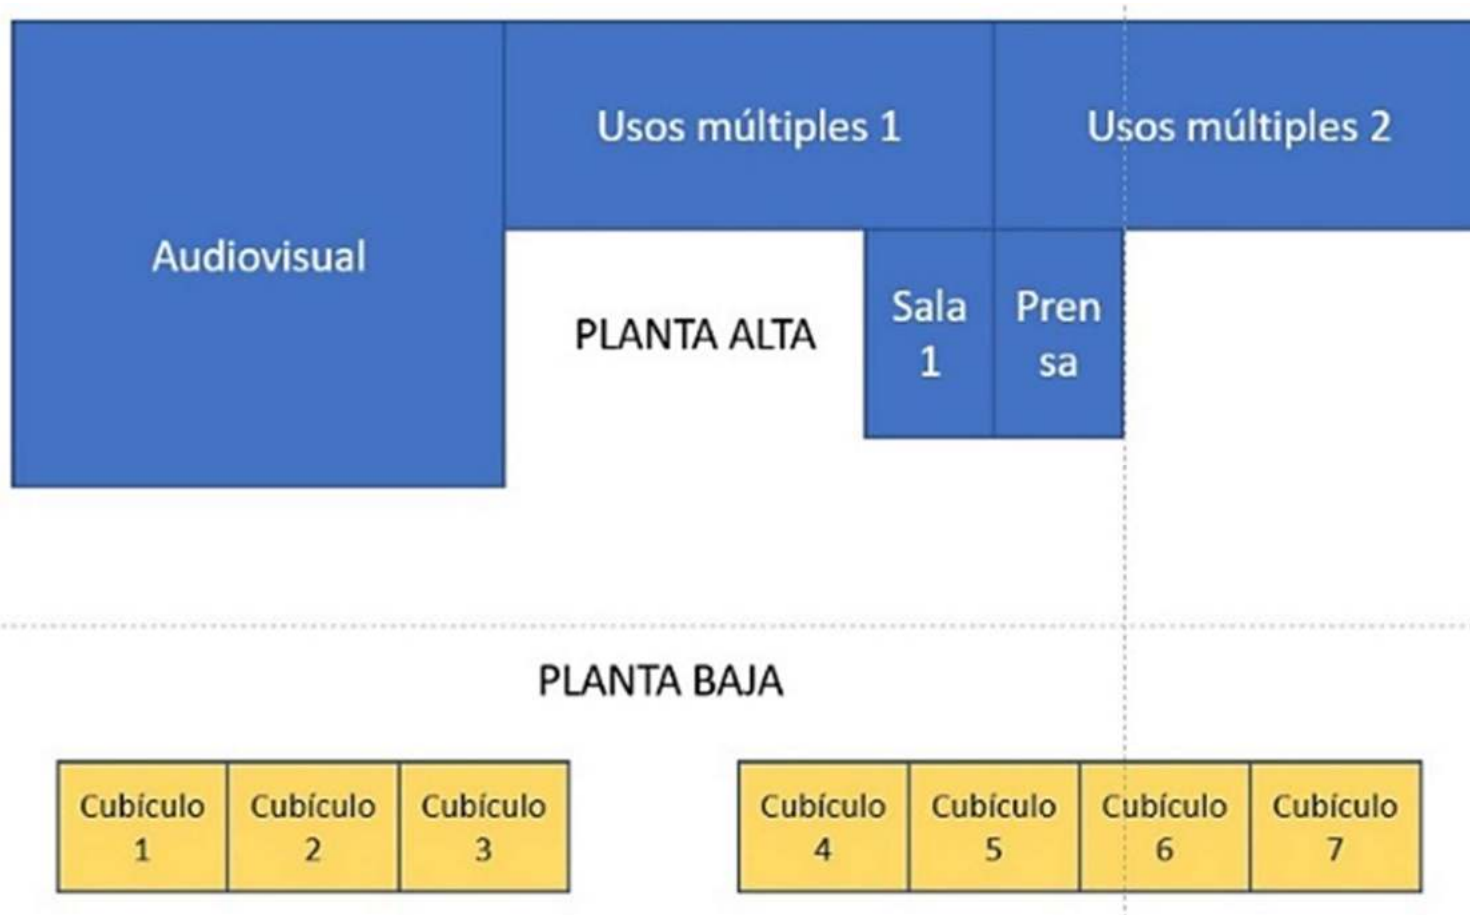 Audiovisual
Usos múltiples 1
Usos múltiples 2
PLANTA ALTA
Sala
1
Pren
sa
PLANTA BAJA
Cubículo
1
Cubículo
2
Cubículo
3
Cubículo
4
Cubículo
5
Cubículo
6
Cubículo
7